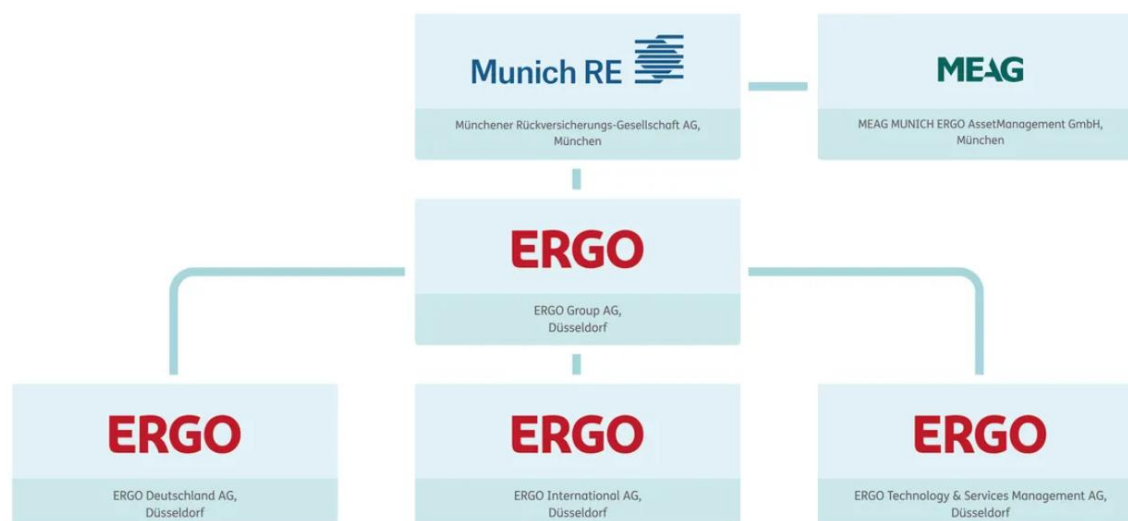 Munich RE
Münchener Rückversicherungs-Gesellschaft AG,
München
MEAG
MEAG MUNICH ERGO AssetManagement GmbH,
München
ERGO
ERGO Group AG,
Düsseldorf
ERGO
ERGO Deutschland AG,
Düsseldorf
ERGO
ERGO International AG,
Düsseldorf
ERGO
ERGO Technology & Services Management AG,
Düsseldorf